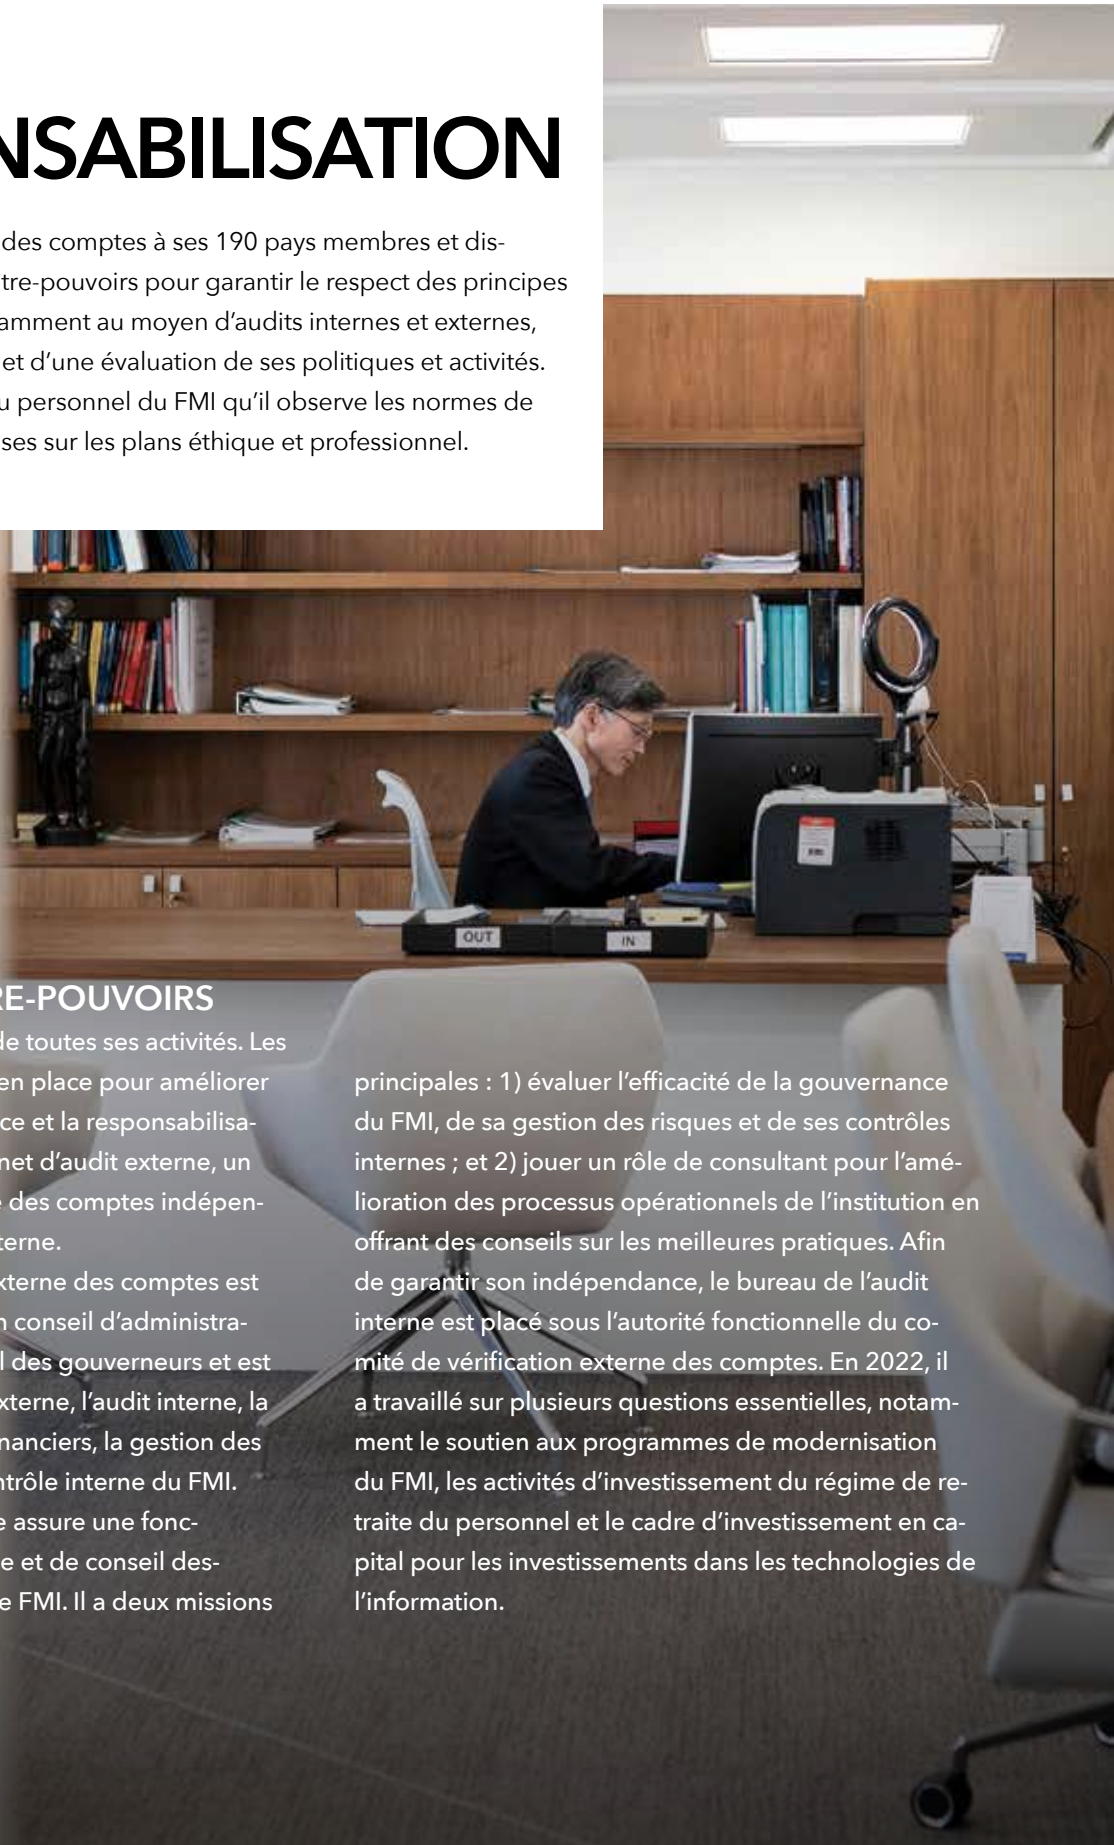 NSABILISATION
des comptes à ses 190 pays membres et dis-
tre-pouvoirs pour garantir le respect des principes
amment au moyen d’audits internes et externes,
et d’une évaluation de ses politiques et activités.
u personnel du FMI qu’il observe les normes de
ses sur les plans éthique et professionnel.
OUT
IN
RE-POUVOIRS
de toutes ses activités. Les
en place pour améliorer
ce et la responsabilisa-
net d’audit externe, un
e des comptes indépen-
terne.
xterne des comptes est
n conseil d’administra-
l des gouverneurs et est
xterne, l’audit interne, la
nanciers, la gestion des
ntrôle interne du FMI.
e assure une fonc-
e et de conseil des-
e FMI. Il a deux missions
principales : 1) évaluer l’efficacité de la gouvernance
du FMI, de sa gestion des risques et de ses contrôles
internes ; et 2) jouer un rôle de consultant pour l’amé-
lioration des processus opérationnels de l’institution en
offrant des conseils sur les meilleures pratiques. Afin
de garantir son indépendance, le bureau de l’audit
interne est placé sous l’autorité fonctionnelle du co-
mité de vérification externe des comptes. En 2022, il
a travaillé sur plusieurs questions essentielles, notam-
ment le soutien aux programmes de modernisation
du FMI, les activités d’investissement du régime de re-
traite du personnel et le cadre d’investissement en ca-
pital pour les investissements dans les technologies de
l’information.